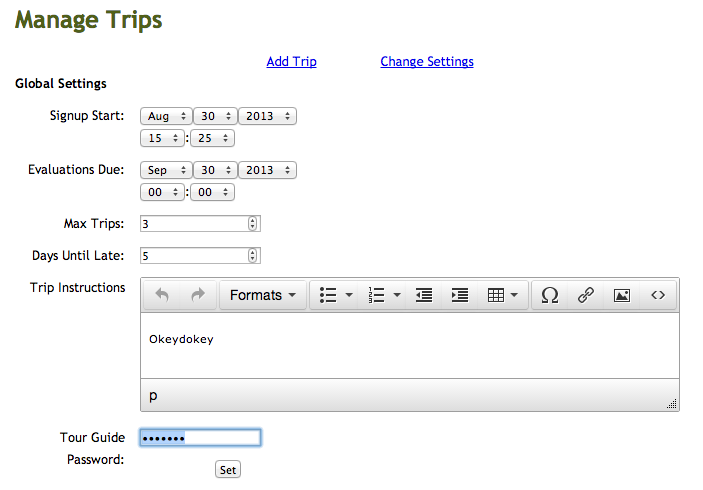 Manage Trips
Add Trip Change Settings
Global Settings
Signup Start: Aug 30 2013
15 : 25
Evaluations Due: Sep 30 2013
00 : 00
Max Trips: 3
Days Until Late: 5
Trip Instructions Formats
Okeydokey
p
Tour Guide •••••••
Password:
Set